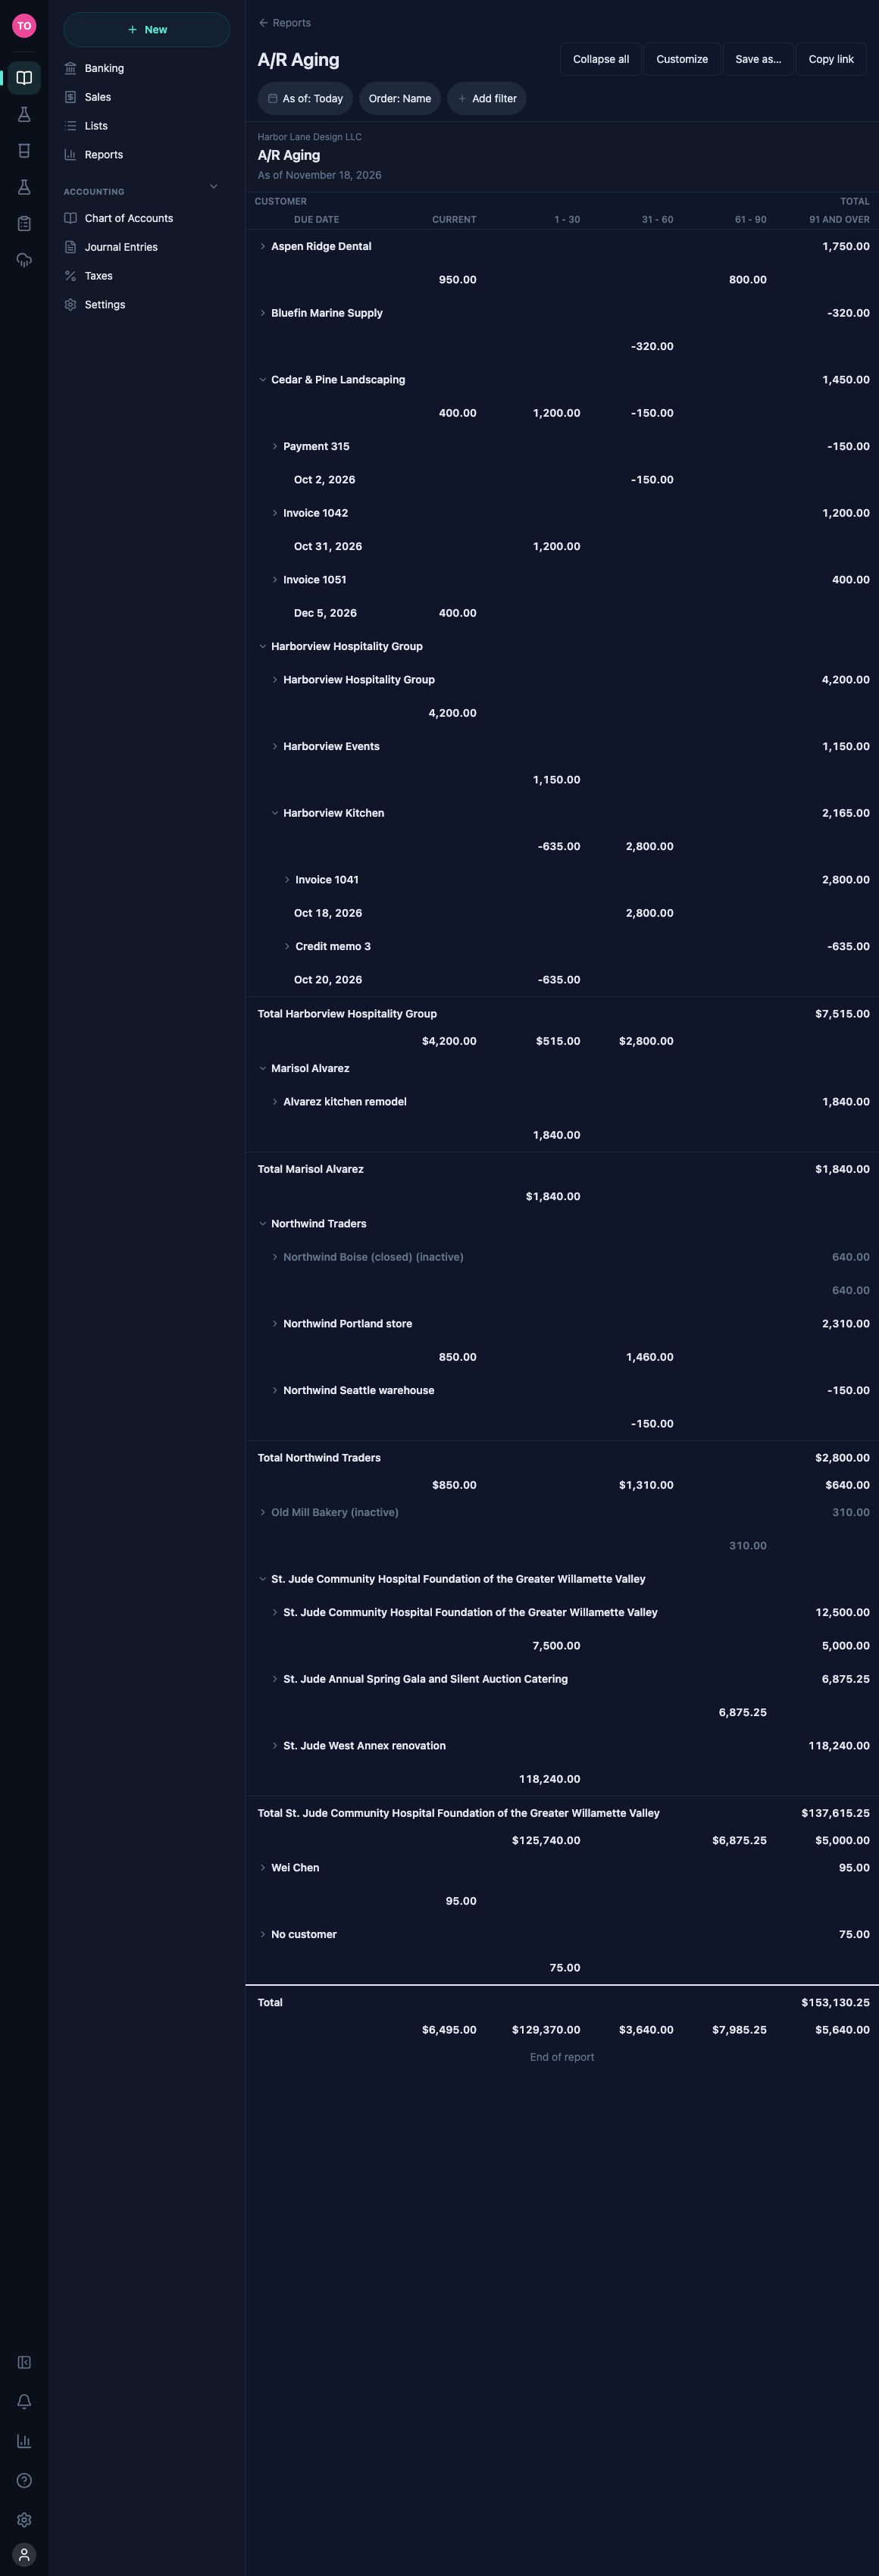 TO
New
Banking
Sales
Lists
Reports
ACCOUNTING
Chart of Accounts
Journal Entries
Taxes
Settings
Reports
A/R Aging
Collapse all
Customize
Save as...
Copy link
As of: Today
Order: Name
Add filter
Harbor Lane Design LLC
A/R Aging
As of November 18, 2026
CUSTOMER TOTAL
DUE DATE CURRENT 1 - 30 31 - 60 61 - 90 91 AND OVER
Aspen Ridge Dental 1,750.00
950.00 800.00
Bluefin Marine Supply -320.00
-320.00
Cedar & Pine Landscaping 1,450.00
400.00 1,200.00 -150.00
Payment 315 -150.00
Oct 2, 2026 -150.00
Invoice 1042 1,200.00
Oct 31, 2026 1,200.00
Invoice 1051 400.00
Dec 5, 2026 400.00
Harborview Hospitality Group
Harborview Hospitality Group 4,200.00
4,200.00
Harborview Events 1,150.00
1,150.00
Harborview Kitchen 2,165.00
-635.00 2,800.00
Invoice 1041 2,800.00
Oct 18, 2026 2,800.00
Credit memo 3 -635.00
Oct 20, 2026 -635.00
Total Harborview Hospitality Group $7,515.00
$4,200.00 $515.00 $2,800.00
Marisol Alvarez
Alvarez kitchen remodel 1,840.00
1,840.00
Total Marisol Alvarez $1,840.00
$1,840.00
Northwind Traders
Northwind Boise (closed) (inactive) 640.00
640.00
Northwind Portland store 2,310.00
850.00 1,460.00
Northwind Seattle warehouse -150.00
-150.00
Total Northwind Traders $2,800.00
$850.00 $1,310.00 $640.00
Old Mill Bakery (inactive) 310.00
310.00
St. Jude Community Hospital Foundation of the Greater Willamette Valley
St. Jude Community Hospital Foundation of the Greater Willamette Valley 12,500.00
7,500.00 5,000.00
St. Jude Annual Spring Gala and Silent Auction Catering 6,875.25
6,875.25
St. Jude West Annex renovation 118,240.00
118,240.00
Total St. Jude Community Hospital Foundation of the Greater Willamette Valley $137,615.25
$125,740.00 $6,875.25 $5,000.00
Wei Chen 95.00
95.00
No customer 75.00
75.00
Total $153,130.25
$6,495.00 $129,370.00 $3,640.00 $7,985.25 $5,640.00
End of report